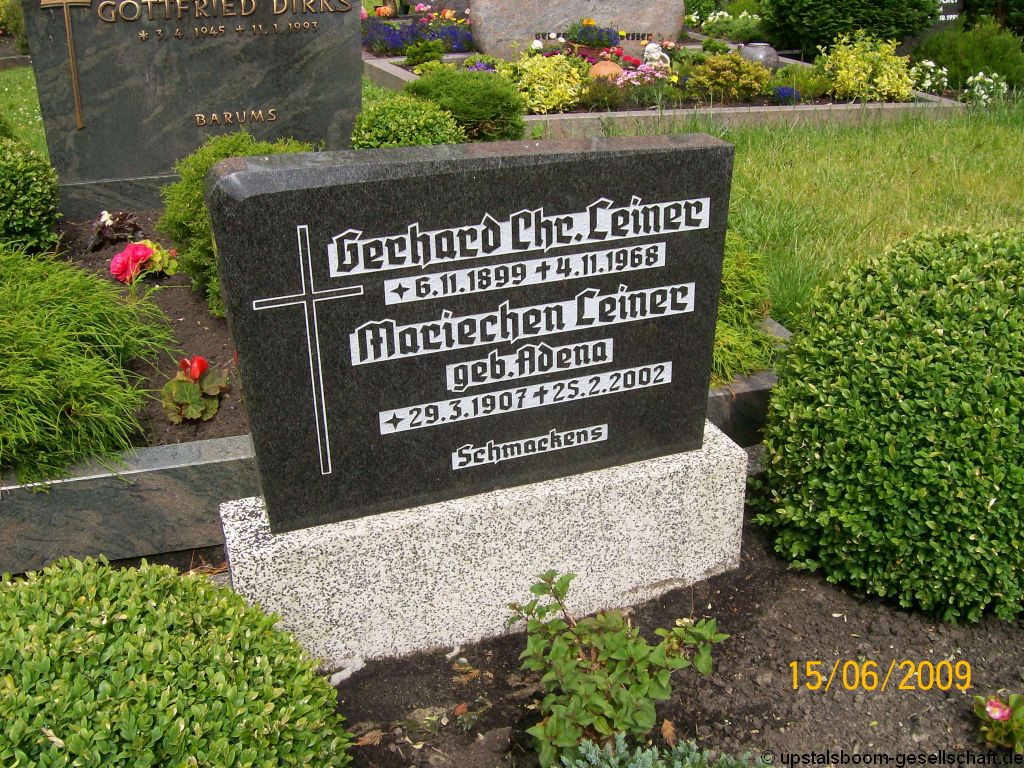 GOTTFRIED DIRKS
* 3.4.1945 + 11.1.1993
BARUMS
Gerhard Chr. Leiner
✦6.11.1899 ✝4.11.1968
Mariechen Leiner
geb. Adena
✦29.3.1907 ✝25.2.2002
Schmackens
15/06/2009
© upstalsboom-gesellschaft.de